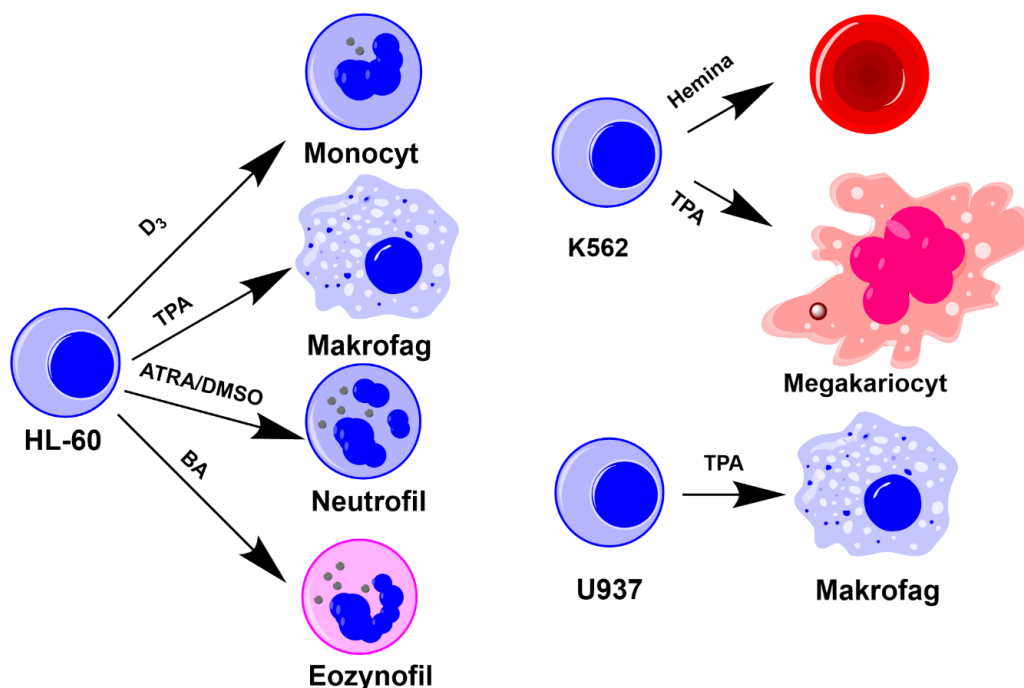 Monocyt
D₃
TPA
Makrofag
ATRA/DMSO
HL-60
BA
Neutrofil
Eozynofil
Hemina
TPA
K562
Megakariocyt
TPA
U937
Makrofag